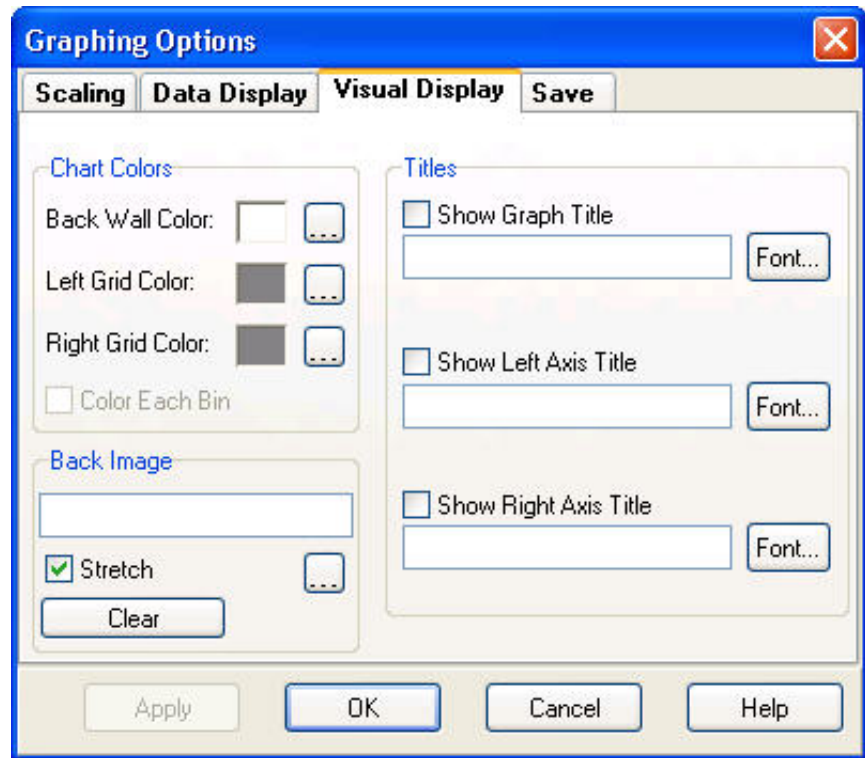 Graphing Options
Scaling Data Display Visual Display Save
Chart Colors
Back Wall Color: ...
Left Grid Color: ...
Right Grid Color: ...
Color Each Bin
Back Image
Stretch ...
Clear
Titles
Show Graph Title
Font...
Show Left Axis Title
Font...
Show Right Axis Title
Font...
Apply OK Cancel Help